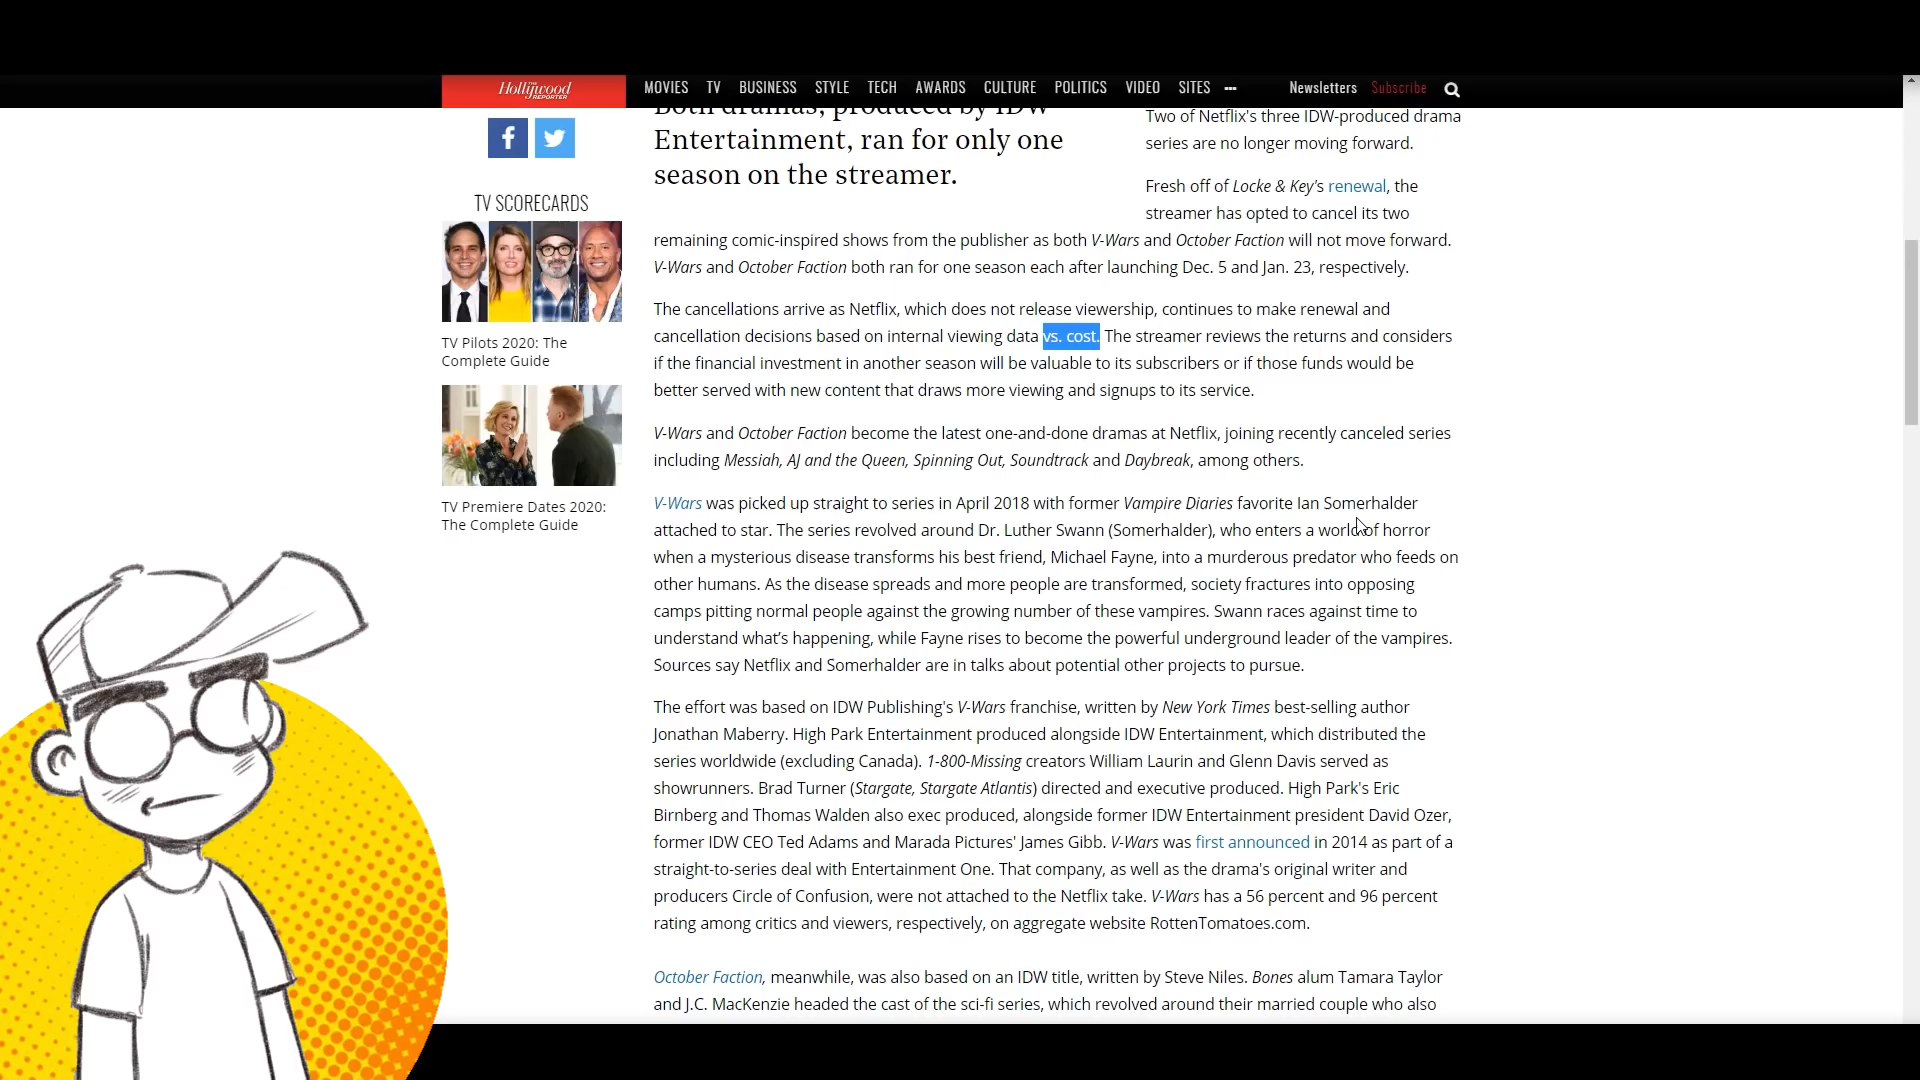 THE
Hollywood
REPORTER
MOVIES TV BUSINESS STYLE TECH AWARDS CULTURE POLITICS VIDEO SITES ••• Newsletters Subscribe
f
TV SCORECARDS
TV Pilots 2020: The
Complete Guide
TV Premiere Dates 2020:
The Complete Guide
Both dramas, produced by IDW
Entertainment, ran for only one
season on the streamer.
Two of Netflix's three IDW-produced drama
series are no longer moving forward.
Fresh off of Locke & Key's renewal, the
streamer has opted to cancel its two
remaining comic-inspired shows from the publisher as both V-Wars and October Faction will not move forward.
V-Wars and October Faction both ran for one season each after launching Dec. 5 and Jan. 23, respectively.
The cancellations arrive as Netflix, which does not release viewership, continues to make renewal and
cancellation decisions based on internal viewing data vs. cost. The streamer reviews the returns and considers
if the financial investment in another season will be valuable to its subscribers or if those funds would be
better served with new content that draws more viewing and signups to its service.
V-Wars and October Faction become the latest one-and-done dramas at Netflix, joining recently canceled series
including Messiah, AJ and the Queen, Spinning Out, Soundtrack and Daybreak, among others.
V-Wars was picked up straight to series in April 2018 with former Vampire Diaries favorite Ian Somerhalder
attached to star. The series revolved around Dr. Luther Swann (Somerhalder), who enters a world of horror
when a mysterious disease transforms his best friend, Michael Fayne, into a murderous predator who feeds on
other humans. As the disease spreads and more people are transformed, society fractures into opposing
camps pitting normal people against the growing number of these vampires. Swann races against time to
understand what's happening, while Fayne rises to become the powerful underground leader of the vampires.
Sources say Netflix and Somerhalder are in talks about potential other projects to pursue.
The effort was based on IDW Publishing's V-Wars franchise, written by New York Times best-selling author
Jonathan Maberry. High Park Entertainment produced alongside IDW Entertainment, which distributed the
series worldwide (excluding Canada). 1-800-Missing creators William Laurin and Glenn Davis served as
showrunners. Brad Turner (Stargate, Stargate Atlantis) directed and executive produced. High Park's Eric
Birnberg and Thomas Walden also exec produced, alongside former IDW Entertainment president David Ozer,
former IDW CEO Ted Adams and Marada Pictures' James Gibb. V-Wars was first announced in 2014 as part of a
straight-to-series deal with Entertainment One. That company, as well as the drama's original writer and
producers Circle of Confusion, were not attached to the Netflix take. V-Wars has a 56 percent and 96 percent
rating among critics and viewers, respectively, on aggregate website RottenTomatoes.com.
October Faction, meanwhile, was also based on an IDW title, written by Steve Niles. Bones alum Tamara Taylor
and J.C. MacKenzie headed the cast of the sci-fi series, which revolved around their married couple who also